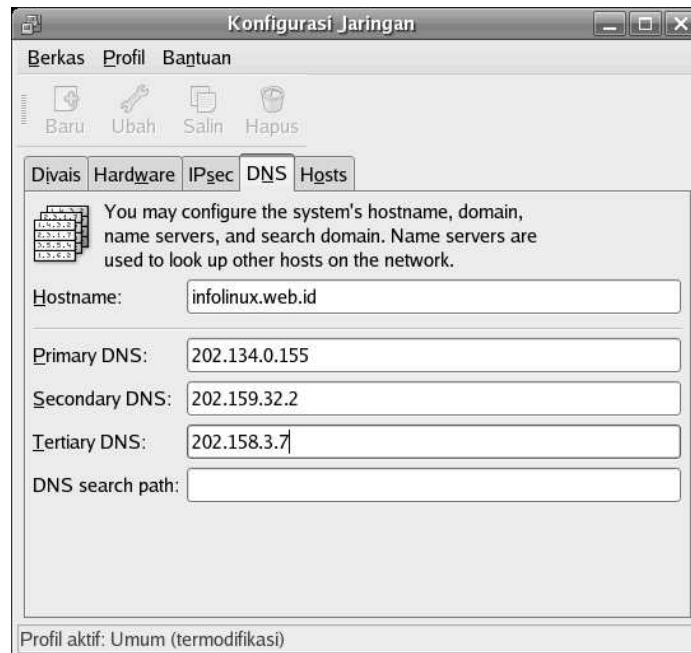 Konfigurasi Jaringan
Berkas Profil Bantuan
Baru Ubah Salin Hapus
Divais Hardware IPsec DNS Hosts
You may configure the system's hostname, domain,
name servers, and search domain. Name servers are
used to look up other hosts on the network.
Hostname: infolinux.web.id
Primary DNS: 202.134.0.155
Secondary DNS: 202.159.32.2
Tertiary DNS: 202.158.3.7
DNS search path:
Profil aktif: Umum (termodifikasi)